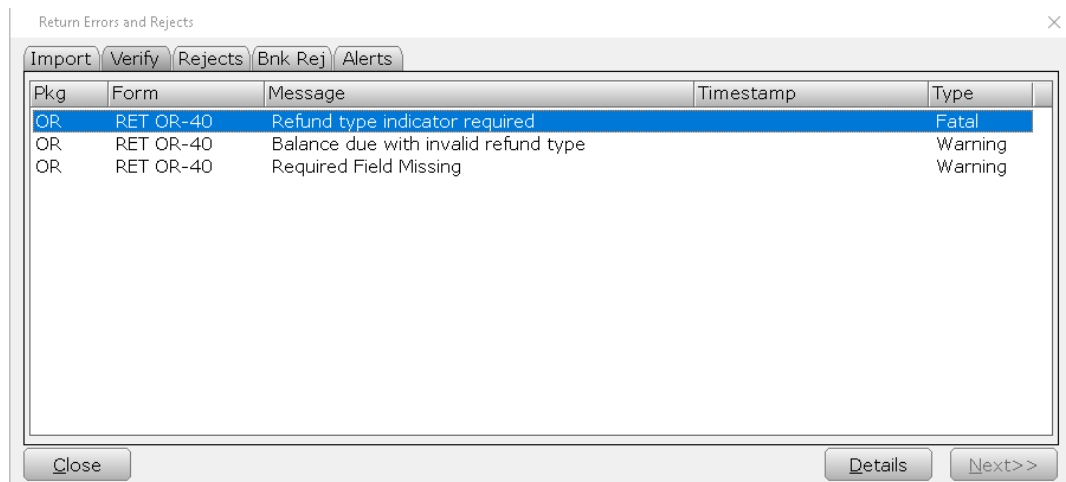 Return Errors and Rejects
Import Verify Rejects Bnk Rej Alerts
Pkg Form Message Timestamp Type
OR RET OR-40 Refund type indicator required Fatal
OR RET OR-40 Balance due with invalid refund type Warning
OR RET OR-40 Required Field Missing Warning
Close Details Next>>